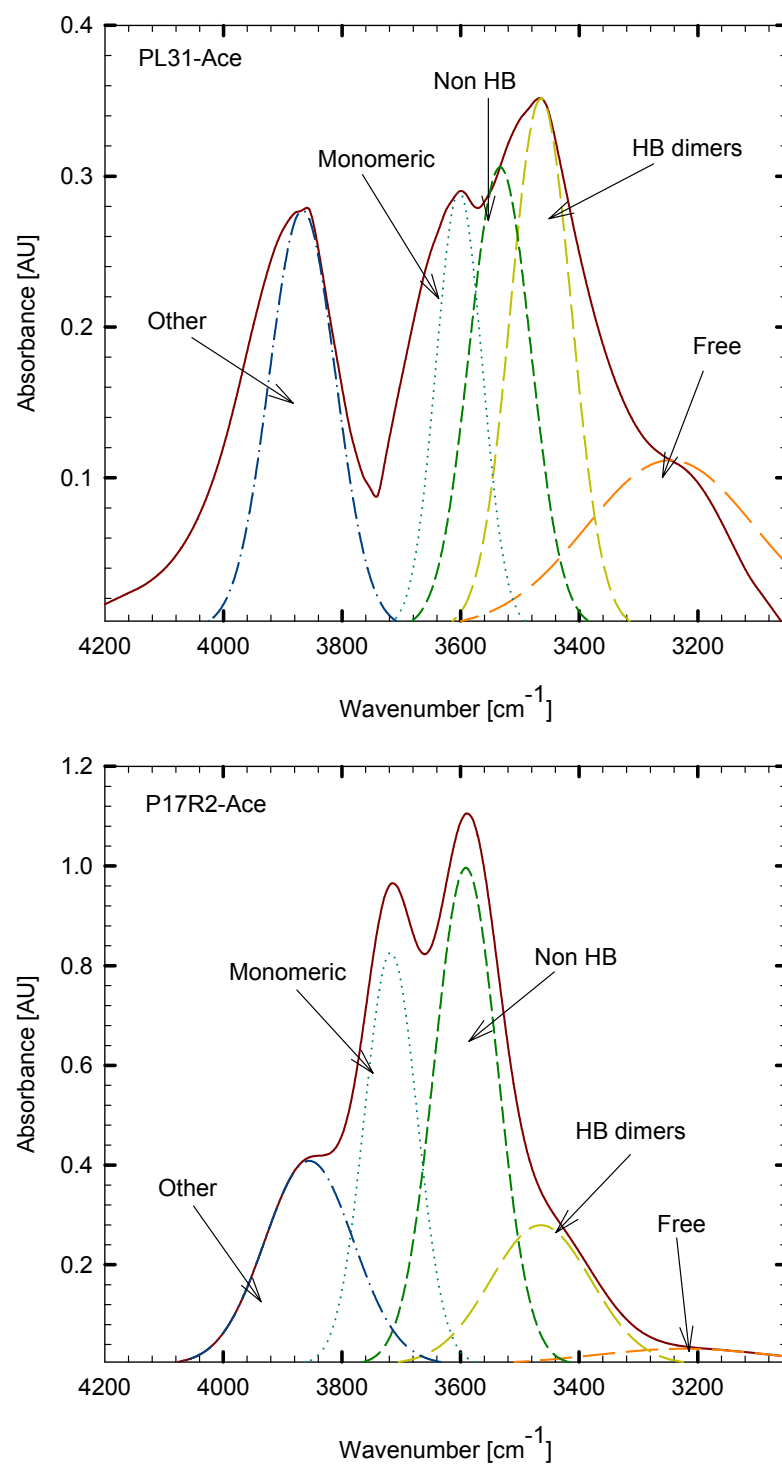 0.4
PL31-Ace
Non HB
Monomeric
HB dimers
0.3
Absorbance [AU]
Other
0.2
Free
0.1
4200 4000 3800 3600 3400 3200
Wavenumber [cm-1]
1.2
P17R2-Ace
1.0
Non HB
Monomeric
0.8
Absorbance [AU]
0.6
HB dimers
0.4
Other
Free
0.2
4200 4000 3800 3600 3400 3200
Wavenumber [cm-1]